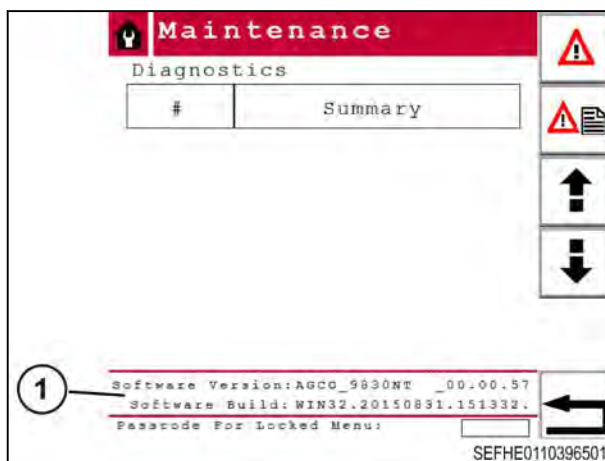 Maintenance
Diagnostics
# Summary
1
Software Version:AGCO_9830NT _00.00.57
Software Build:WIN32.20150831.151332.
Passcode For Locked Menu:
SEFHE0110396501